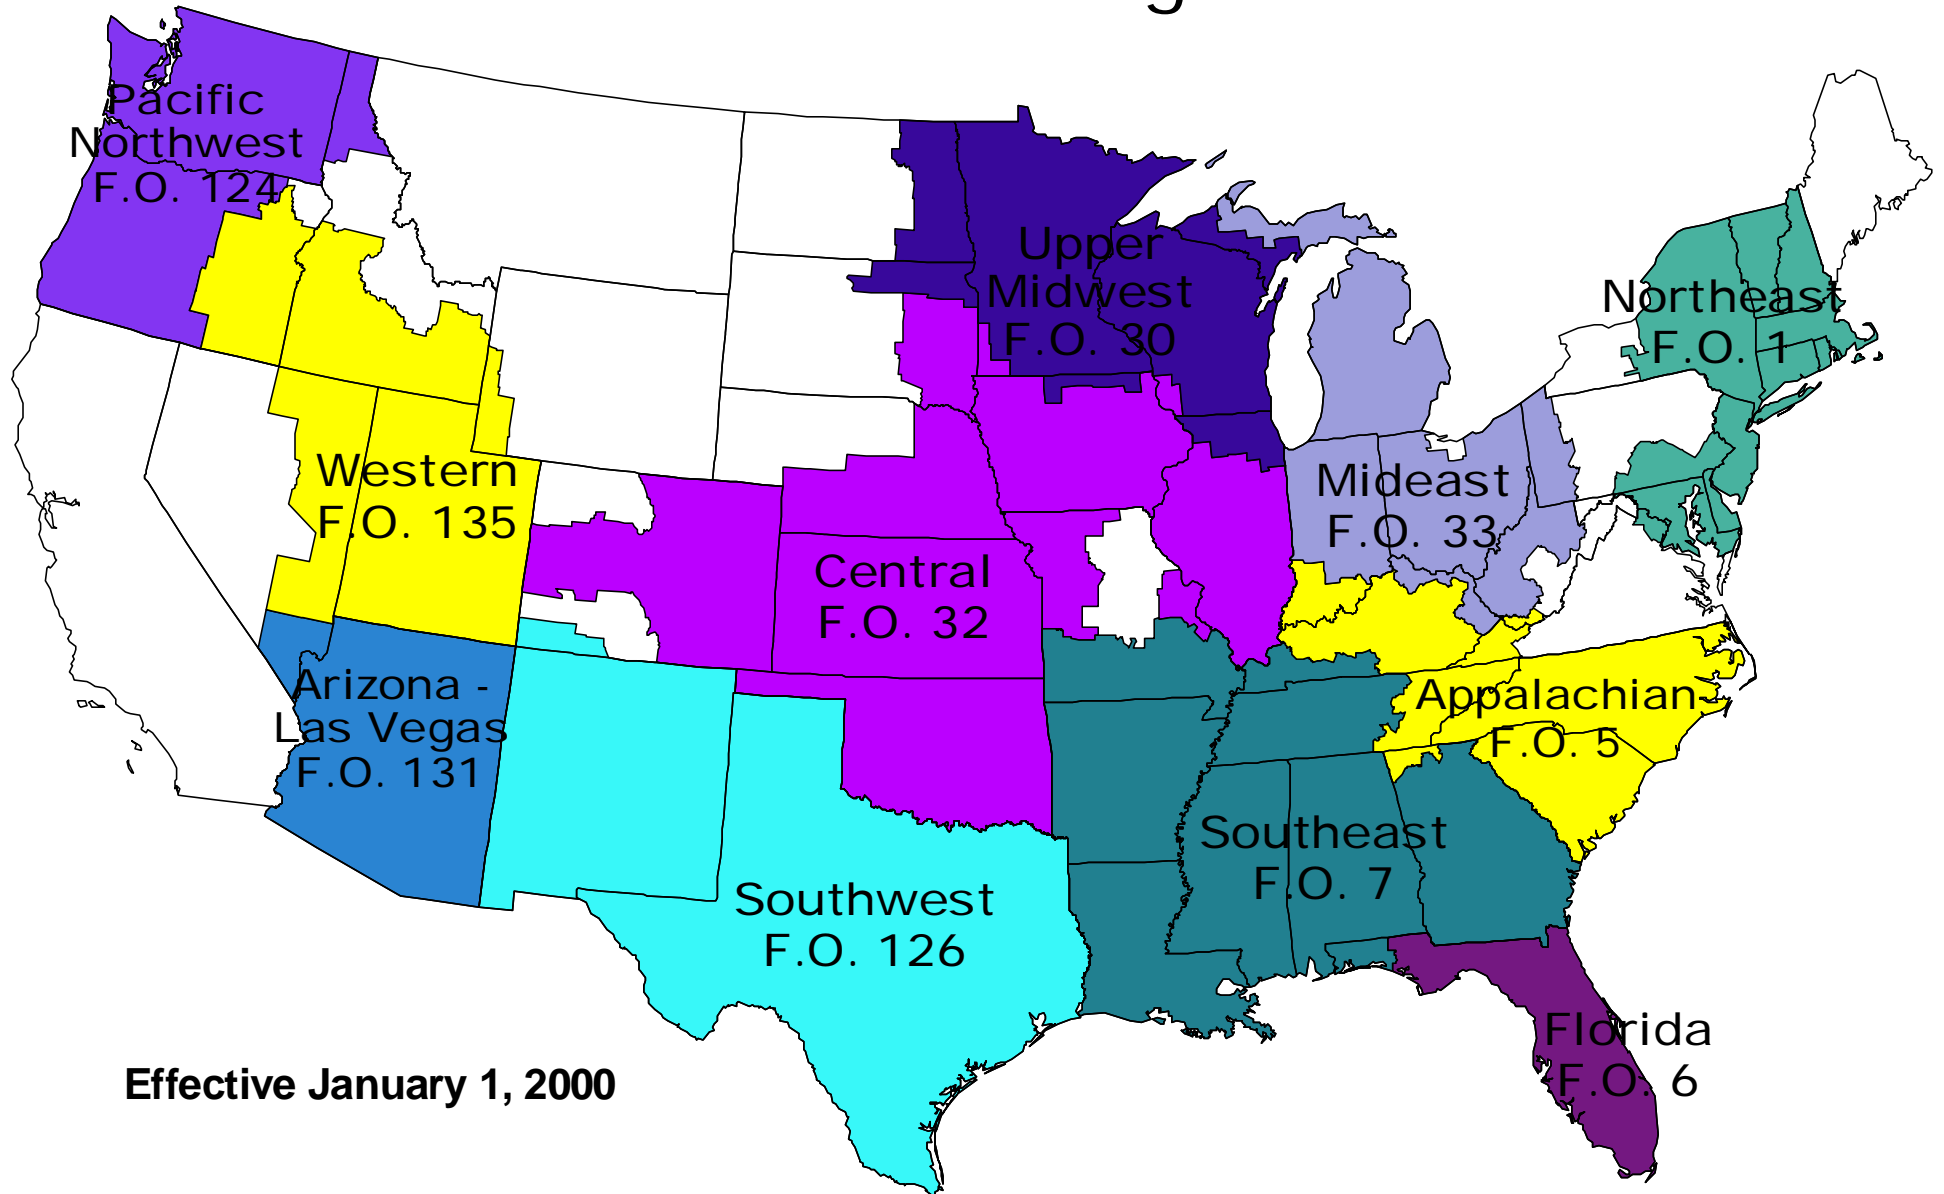 Pacific
Northwest
F.O. 124
Upper
Midwest
F.O. 30
Northeast
F.O. 1
Western
F.O. 135
Mideast
F.O. 33
Central
F.O. 32
Arizona -
Las Vegas
F.O. 131
Appalachian
F.O. 5
Southeast
F.O. 7
Southwest
F.O. 126
Florida
F.O. 6
Effective January 1, 2000